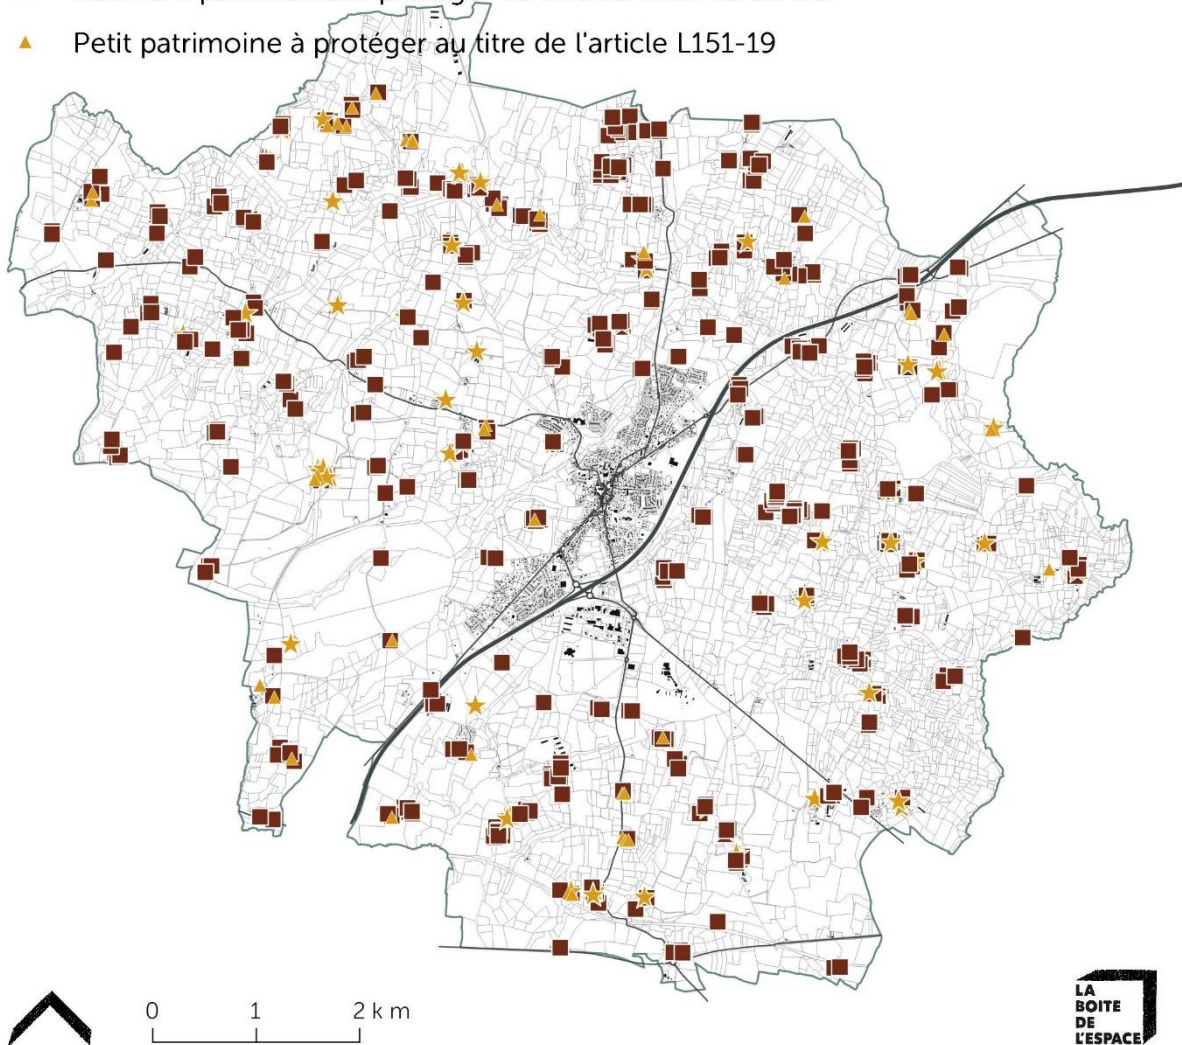 Petit patrimoine à protéger au titre de l'article L151-19
0 1 2 km
LA
BOITE
DE
L'ESPACE